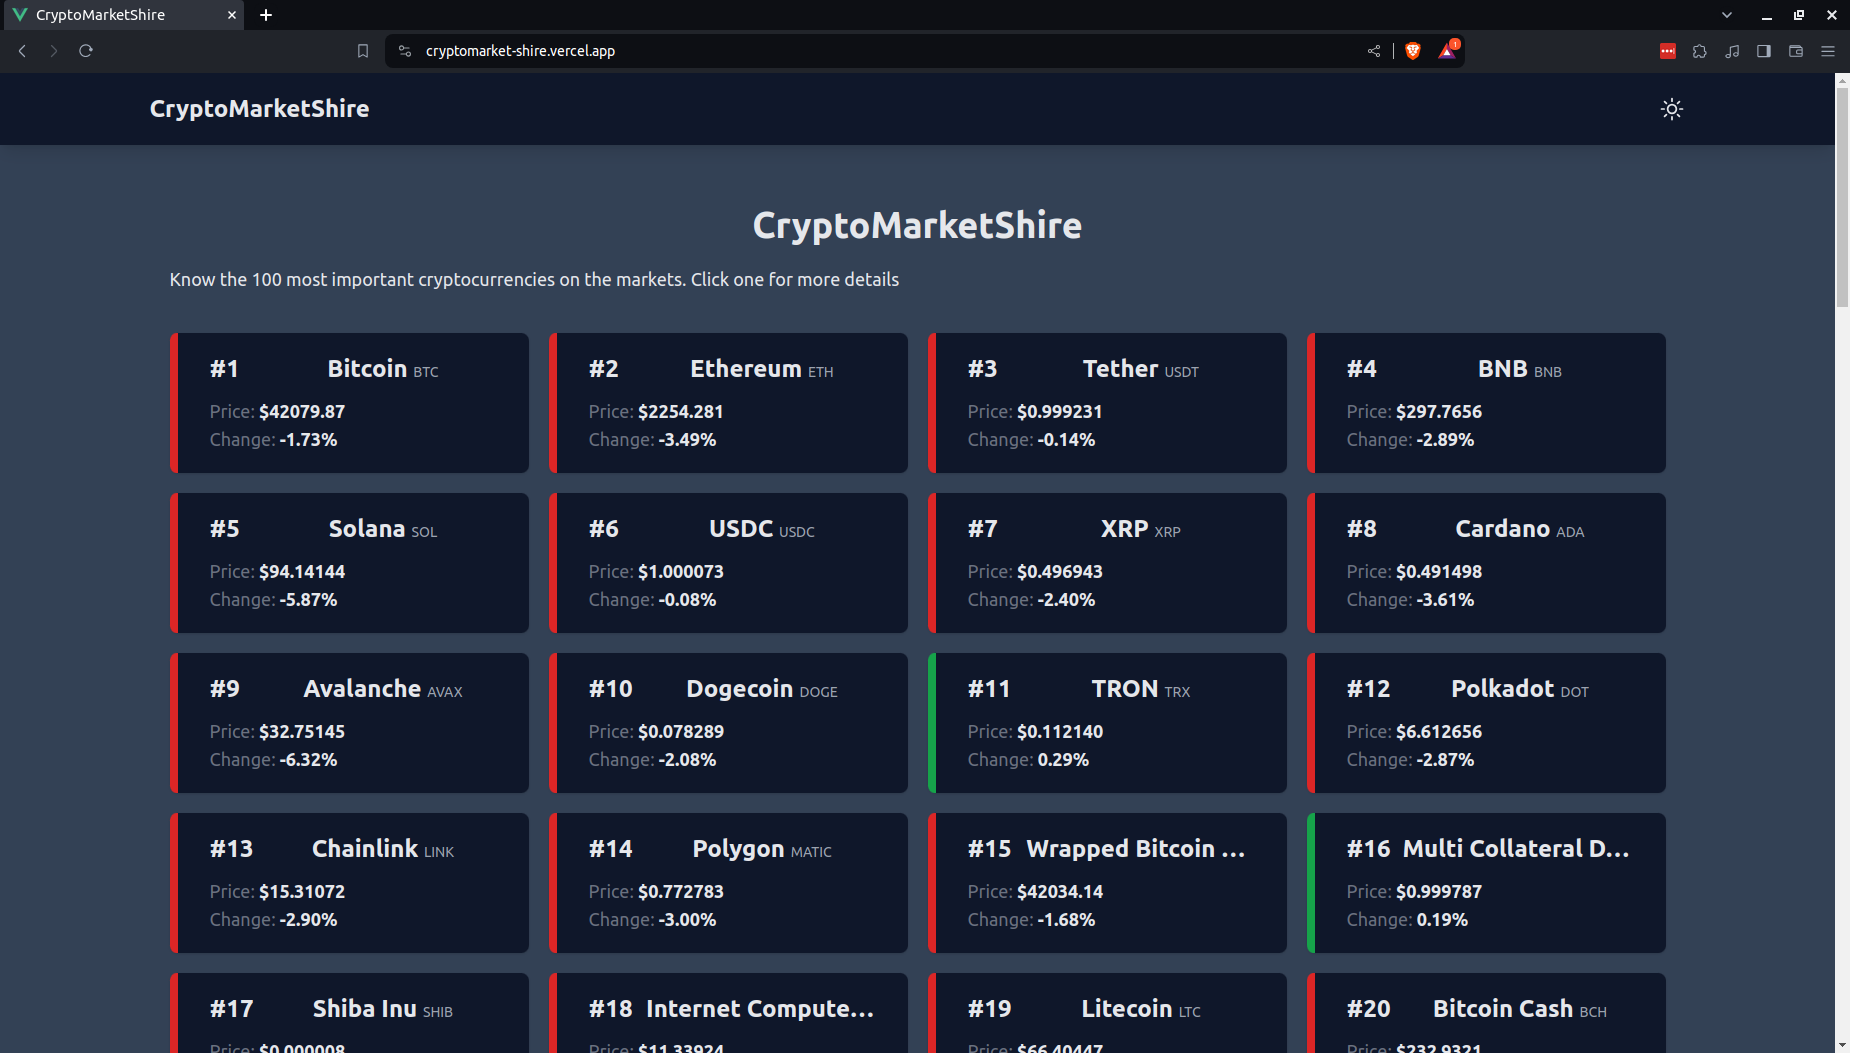 CryptoMarketShire
cryptomarket-shire.vercel.app
1
CryptoMarketShire
CryptoMarketShire
Know the 100 most important cryptocurrencies on the markets. Click one for more details
#1 Bitcoin BTC
Price: $42079.87
Change: -1.73%
#2 Ethereum ETH
Price: $2254.281
Change: -3.49%
#3 Tether USDT
Price: $0.999231
Change: -0.14%
#4 BNB BNB
Price: $297.7656
Change: -2.89%
#5 Solana SOL
Price: $94.14144
Change: -5.87%
#6 USDC USDC
Price: $1.000073
Change: -0.08%
#7 XRP XRP
Price: $0.496943
Change: -2.40%
#8 Cardano ADA
Price: $0.491498
Change: -3.61%
#9 Avalanche AVAX
Price: $32.75145
Change: -6.32%
#10 Dogecoin DOGE
Price: $0.078289
Change: -2.08%
#11 TRON TRX
Price: $0.112140
Change: 0.29%
#12 Polkadot DOT
Price: $6.612656
Change: -2.87%
#13 Chainlink LINK
Price: $15.31072
Change: -2.90%
#14 Polygon MATIC
Price: $0.772783
Change: -3.00%
#15 Wrapped Bitcoin ...
Price: $42034.14
Change: -1.68%
#16 Multi Collateral D...
Price: $0.999787
Change: 0.19%
#17 Shiba Inu SHIB
Price: $0.000008
#18 Internet Compute...
Price: $11.33924
#19 Litecoin LTC
Price: $66.40447
#20 Bitcoin Cash BCH
Price: $232.9321